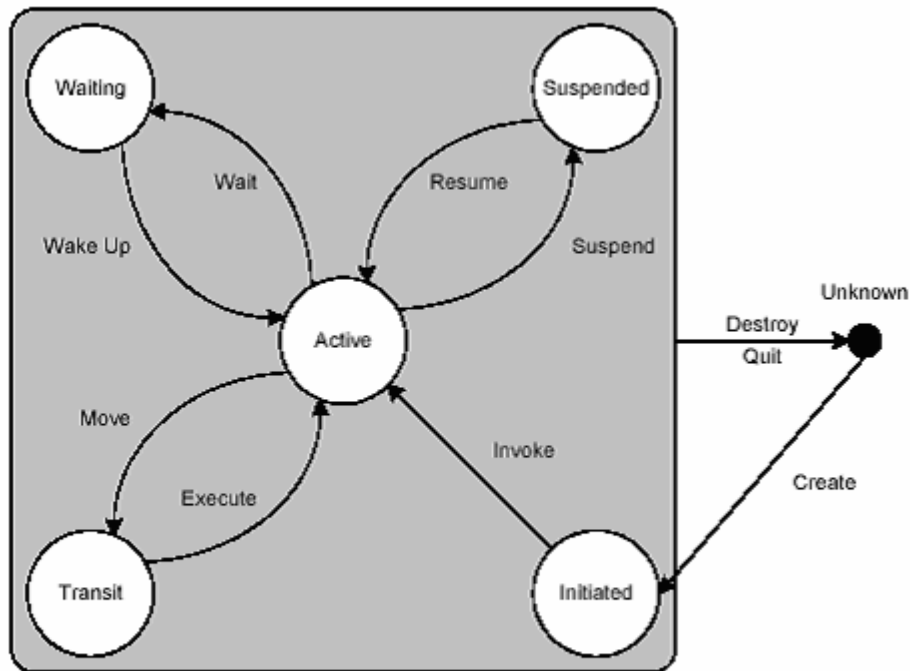 Waiting
Suspended
Wait
Resume
Wake Up
Suspend
Unknown
Destroy
Active
Quit
Move
Invoke
Create
Execute
Transit
Initiated